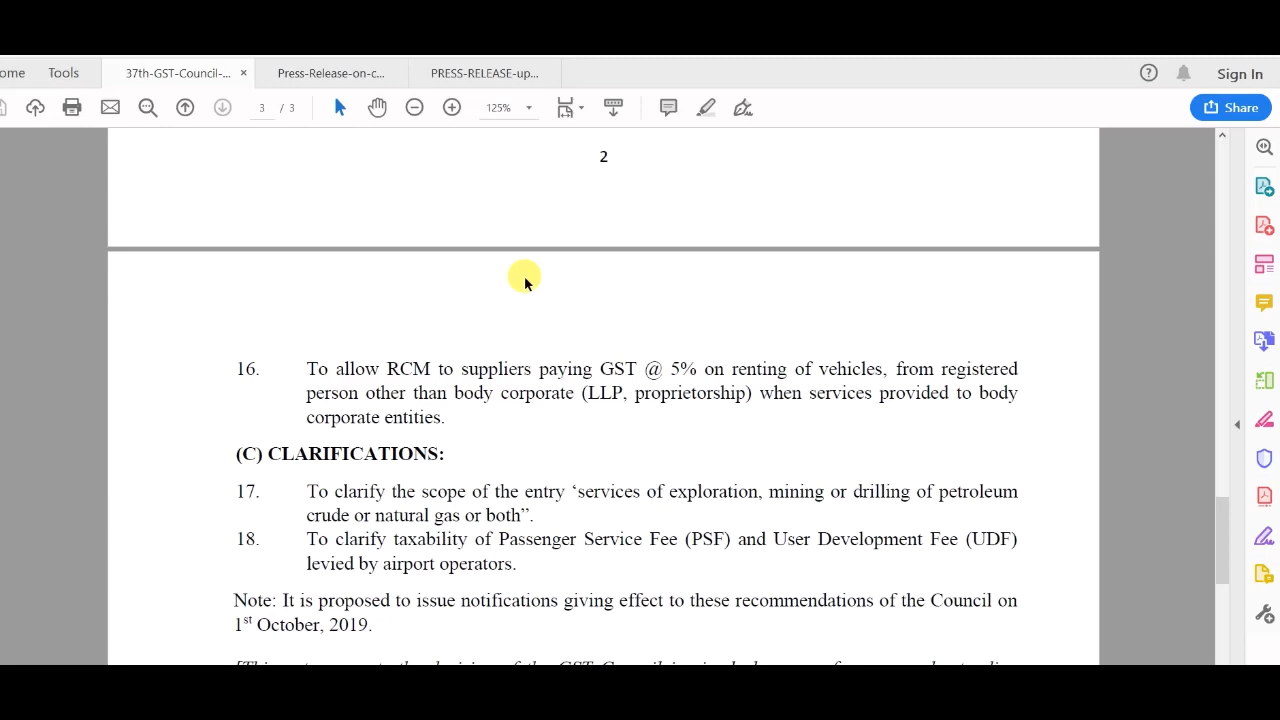 ome Tools 37th-GST-Council-... × Press-Release-on-c... PRESS-RELEASE-up... Sign In
3 / 3 125% Share
2
16. To allow RCM to suppliers paying GST @ 5% on renting of vehicles, from registered
person other than body corporate (LLP, proprietorship) when services provided to body
corporate entities.
(C) CLARIFICATIONS:
17. To clarify the scope of the entry ‘services of exploration, mining or drilling of petroleum
crude or natural gas or both”.
18. To clarify taxability of Passenger Service Fee (PSF) and User Development Fee (UDF)
levied by airport operators.
Note: It is proposed to issue notifications giving effect to these recommendations of the Council on
1st October, 2019.